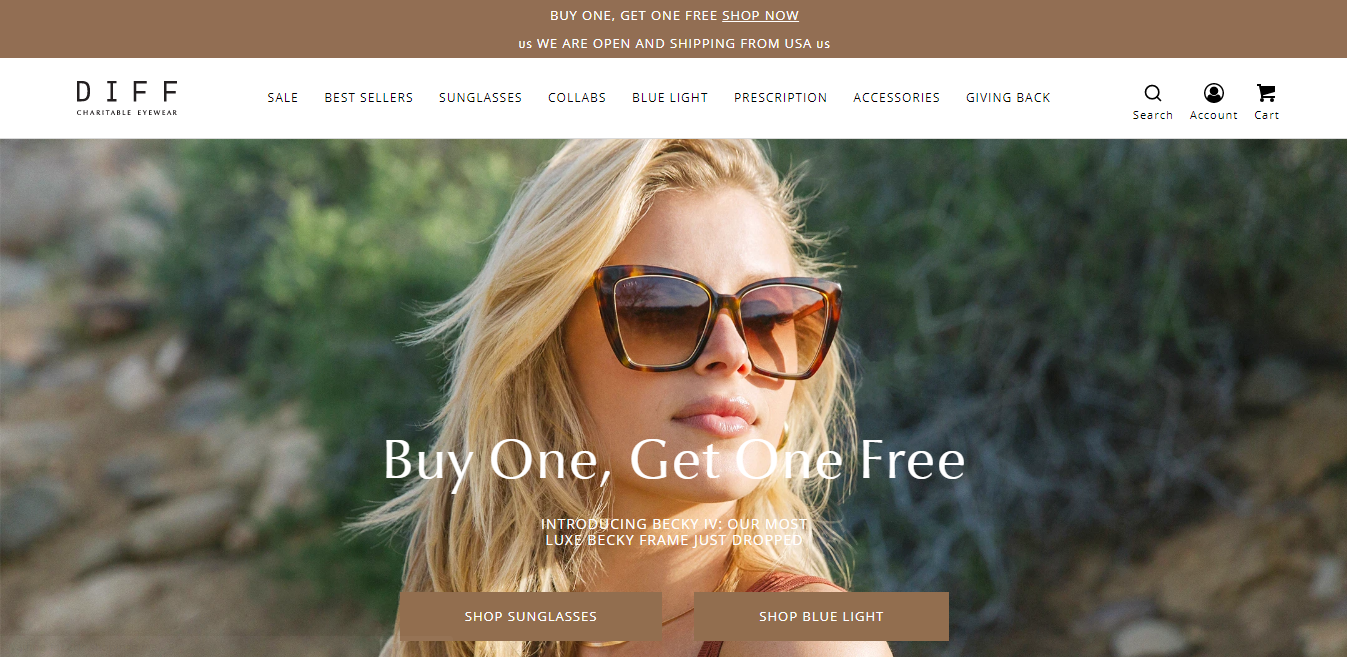 BUY ONE, GET ONE FREE SHOP NOW
us WE ARE OPEN AND SHIPPING FROM USA us
DIFF
CHARITABLE EYEWEAR
SALE BEST SELLERS SUNGLASSES COLLABS BLUE LIGHT PRESCRIPTION ACCESSORIES GIVING BACK
Search Account Cart
Buy One, Get One Free
INTRODUCING BECKY IV: OUR MOST
LUXE BECKY FRAME JUST DROPPED
SHOP SUNGLASSES SHOP BLUE LIGHT